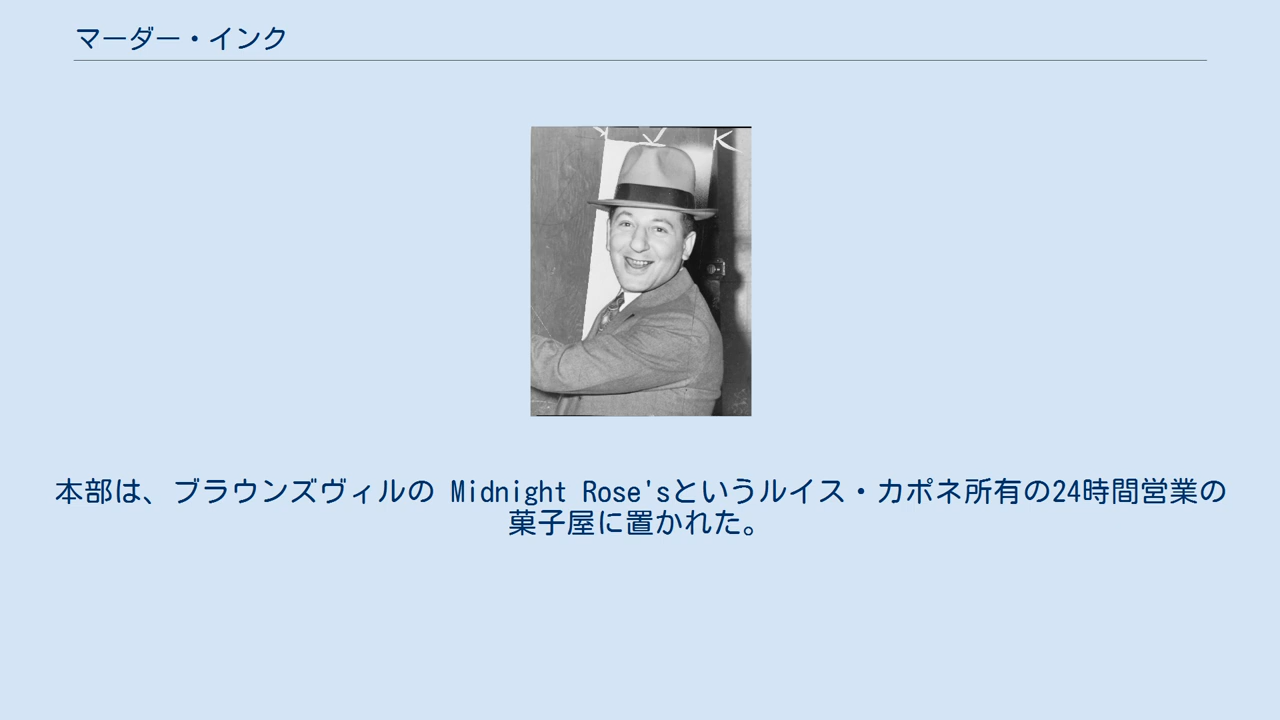 マーダー・インク
本部は、ブラウンズヴィルの Midnight Rose'sというルイス・カポネ所有の24時間営業の
菓子屋に置かれた。